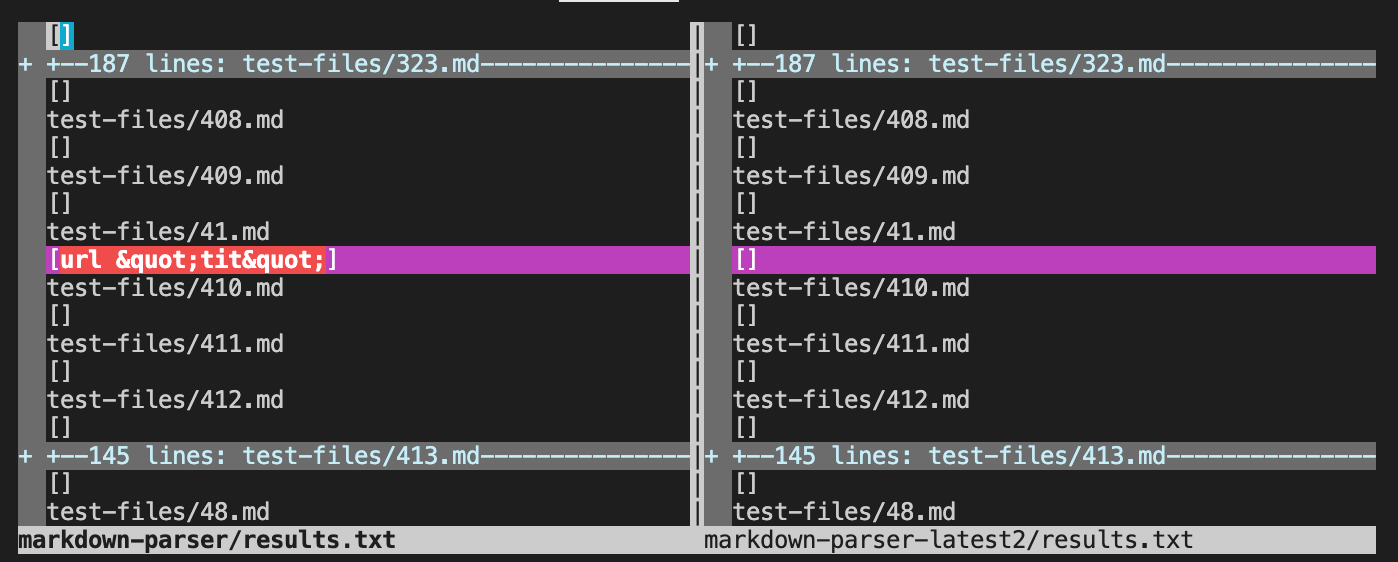 []
+ +--187 lines: test-files/323.md---------------
[]
test-files/408.md
[]
test-files/409.md
[]
test-files/41.md
[url &quot;tit&quot;]
test-files/410.md
[]
test-files/411.md
[]
test-files/412.md
[]
+ +--145 lines: test-files/413.md---------------
[]
test-files/48.md
markdown-parser/results.txt
[]
+ +--187 lines: test-files/323.md---------------
[]
test-files/408.md
[]
test-files/409.md
[]
test-files/41.md
[]
test-files/410.md
[]
test-files/411.md
[]
test-files/412.md
[]
+ +--145 lines: test-files/413.md---------------
[]
test-files/48.md
markdown-parser-latest2/results.txt